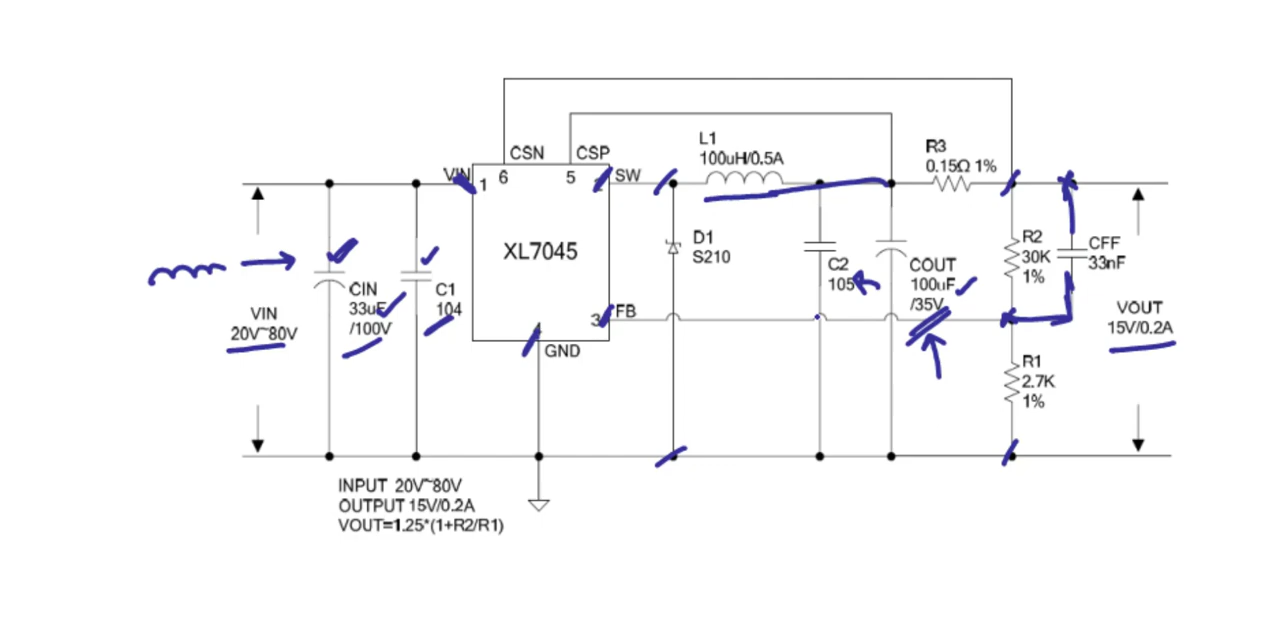 CSN
CSP
VIN
1
6
5
SW
L1
100uH/0.5A
R3
0.15Ω 1%
XL7045
D1
S210
R2
30K
1%
CFF
33nF
C2
105
COUT
100uF
/35V
CIN
33uF
/100V
C1
104
VIN
20V~80V
3
FB
4
GND
VOUT
15V/0.2A
R1
2.7K
1%
INPUT 20V~80V
OUTPUT 15V/0.2A
VOUT=1.25*(1+R2/R1)